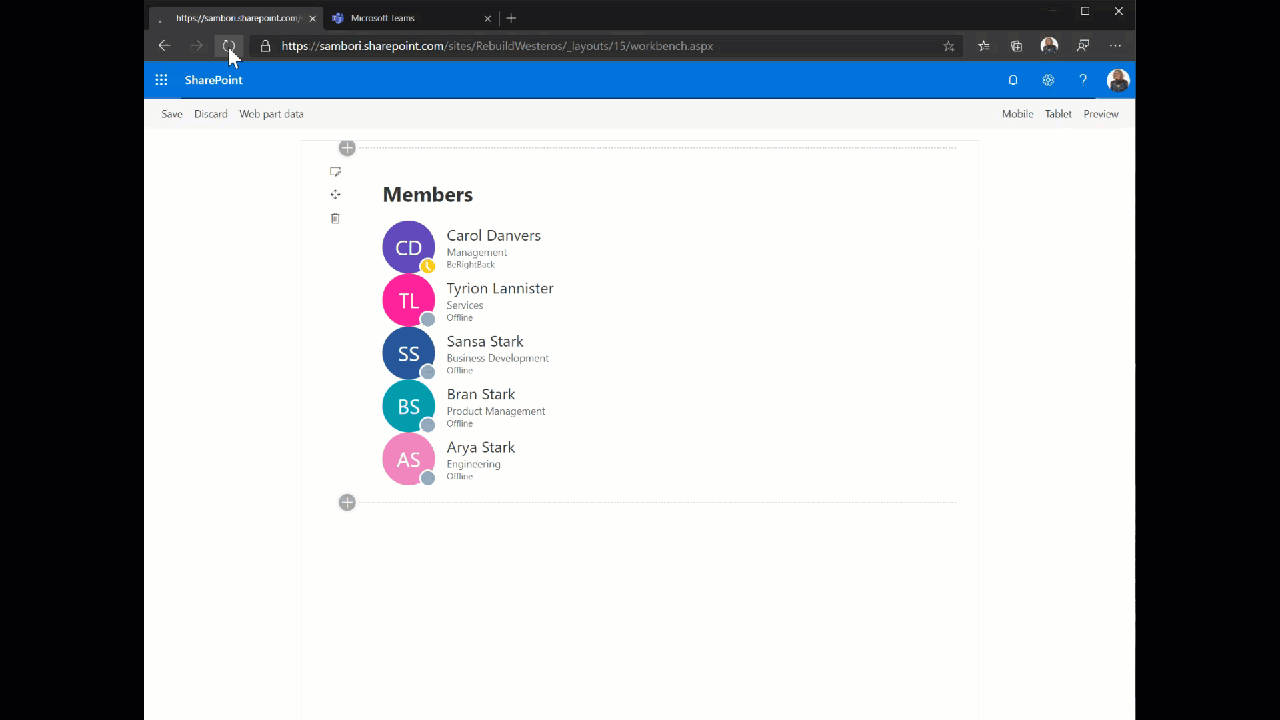 https://sambori.sharepoint.com/
Microsoft Teams
https://sambori.sharepoint.com/sites/RebuildWesteros/_layouts/15/workbench.aspx
SharePoint
?
Save Discard Web part data Mobile Tablet Preview
Members
CD
Carol Danvers
Management
BeRightBack
TL
Tyrion Lannister
Services
Offline
SS
Sansa Stark
Business Development
Offline
BS
Bran Stark
Product Management
Offline
AS
Arya Stark
Engineering
Offline